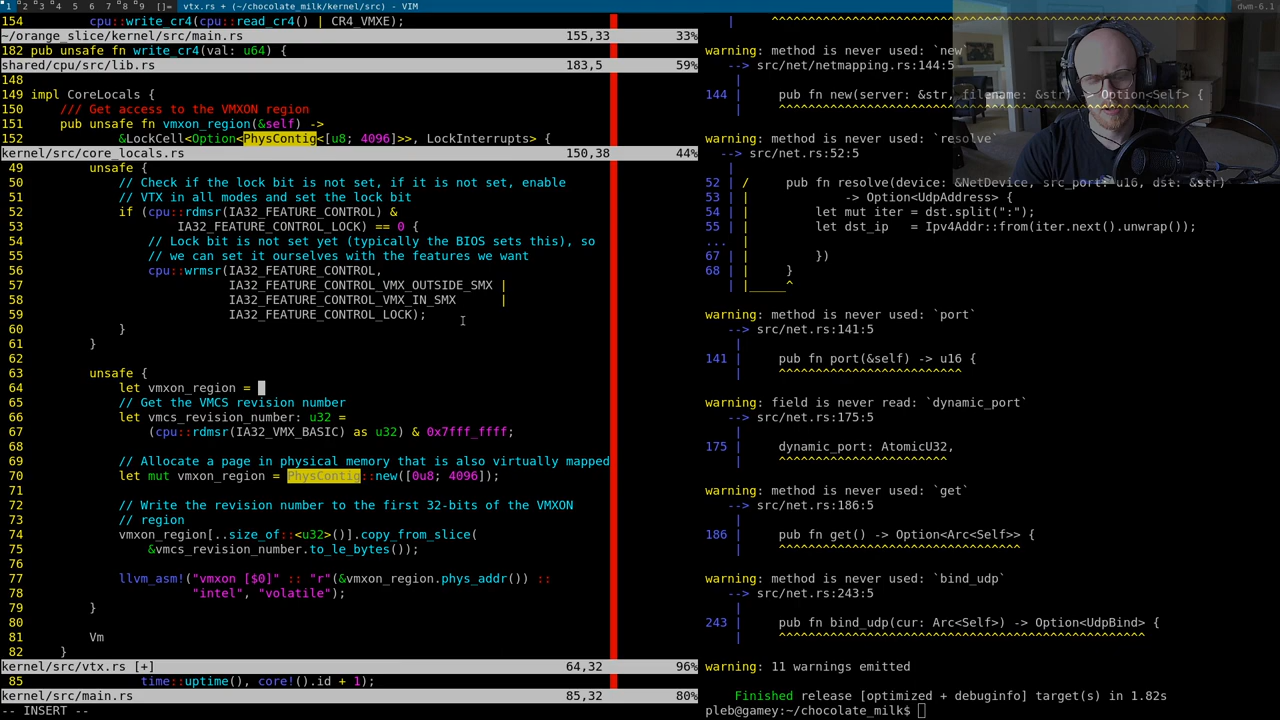 1 2 3 4 5 6 7 8 9 []= vtx.rs + (~/chocolate_milk/kernel/src) - VIM dwm-6.1
154 cpu::write_cr4(cpu::read_cr4() | CR4_VMXE);
~/orange_slice/kernel/src/main.rs 155,33 33%
182 pub unsafe fn write_cr4(val: u64) {
shared/cpu/src/lib.rs 183,5 59%
148
149 impl CoreLocals {
150 /// Get access to the VMXON region
151 pub unsafe fn vmxon_region(&self) ->
152 &LockCell<Option<PhysContig<[u8; 4096]>>, LockInterrupts> {
kernel/src/core_locals.rs 150,38 44%
49 unsafe {
50 // Check if the lock bit is not set, if it is not set, enable
51 // VTX in all modes and set the lock bit
52 if (cpu::rdmsr(IA32_FEATURE_CONTROL) &
53 IA32_FEATURE_CONTROL_LOCK) == 0 {
54 // Lock bit is not set yet (typically the BIOS sets this), so
55 // we can set it ourselves with the features we want
56 cpu::wrmsr(IA32_FEATURE_CONTROL,
57 IA32_FEATURE_CONTROL_VMX_OUTSIDE_SMX |
58 IA32_FEATURE_CONTROL_VMX_IN_SMX |
59 IA32_FEATURE_CONTROL_LOCK);
60 }
61 }
62
63 unsafe {
64 let vmxon_region =
65 // Get the VMCS revision number
66 let vmcs_revision_number: u32 =
67 (cpu::rdmsr(IA32_VMX_BASIC) as u32) & 0x7fff_ffff;
68
69 // Allocate a page in physical memory that is also virtually mapped
70 let mut vmxon_region = PhysContig::new([0u8; 4096]);
71
72 // Write the revision number to the first 32-bits of the VMXON
73 // region
74 vmxon_region[..size_of::<u32>()].copy_from_slice(
75 &vmcs_revision_number.to_le_bytes());
76
77 llvm_asm!("vmxon [$0]" :: "r"(&vmxon_region.phys_addr()) ::
78 "intel", "volatile");
79 }
80
81 Vm
82 }
kernel/src/vtx.rs [+] 64,32 96%
85 time::uptime(), core!().id + 1);
kernel/src/main.rs 85,32 80%
-- INSERT --
| ^^^^^^^^^^^^^^^^^^^^^^^^^^^^^^^^^^^^^^^^^^^^^^^^^^^^^^^^^^^^^^
warning: method is never used: `new`
--> src/net/netmapping.rs:144:5
|
144 | pub fn new(server: &str, filename: &str) -> Option<Self> {
| ^^^^^^^^^^^^^^^^^^^^^^^^^^^^^^^^^^^^^^^^^^^^^^^^^^^^^^^^
warning: method is never used: `resolve`
--> src/net.rs:52:5
|
52 | / pub fn resolve(device: &NetDevice, src_port: u16, dst: &str)
53 | | -> Option<UdpAddress> {
54 | | let mut iter = dst.split(":");
55 | | let dst_ip = Ipv4Addr::from(iter.next().unwrap());
... |
67 | | })
68 | | }
| |_____^
warning: method is never used: `port`
--> src/net.rs:141:5
|
141 | pub fn port(&self) -> u16 {
| ^^^^^^^^^^^^^^^^^^^^^^^^^
warning: field is never read: `dynamic_port`
--> src/net.rs:175:5
|
175 | dynamic_port: AtomicU32,
| ^^^^^^^^^^^^^^^^^^^^^^^
warning: method is never used: `get`
--> src/net.rs:186:5
|
186 | pub fn get() -> Option<Arc<Self>> {
| ^^^^^^^^^^^^^^^^^^^^^^^^^^^^^^^^^
warning: method is never used: `bind_udp`
--> src/net.rs:243:5
|
243 | pub fn bind_udp(cur: Arc<Self>) -> Option<UdpBind> {
| ^^^^^^^^^^^^^^^^^^^^^^^^^^^^^^^^^^^^^^^^^^^^^^^^^^
warning: 11 warnings emitted
Finished release [optimized + debuginfo] target(s) in 1.82s
pleb@gamey:~/chocolate_milk$